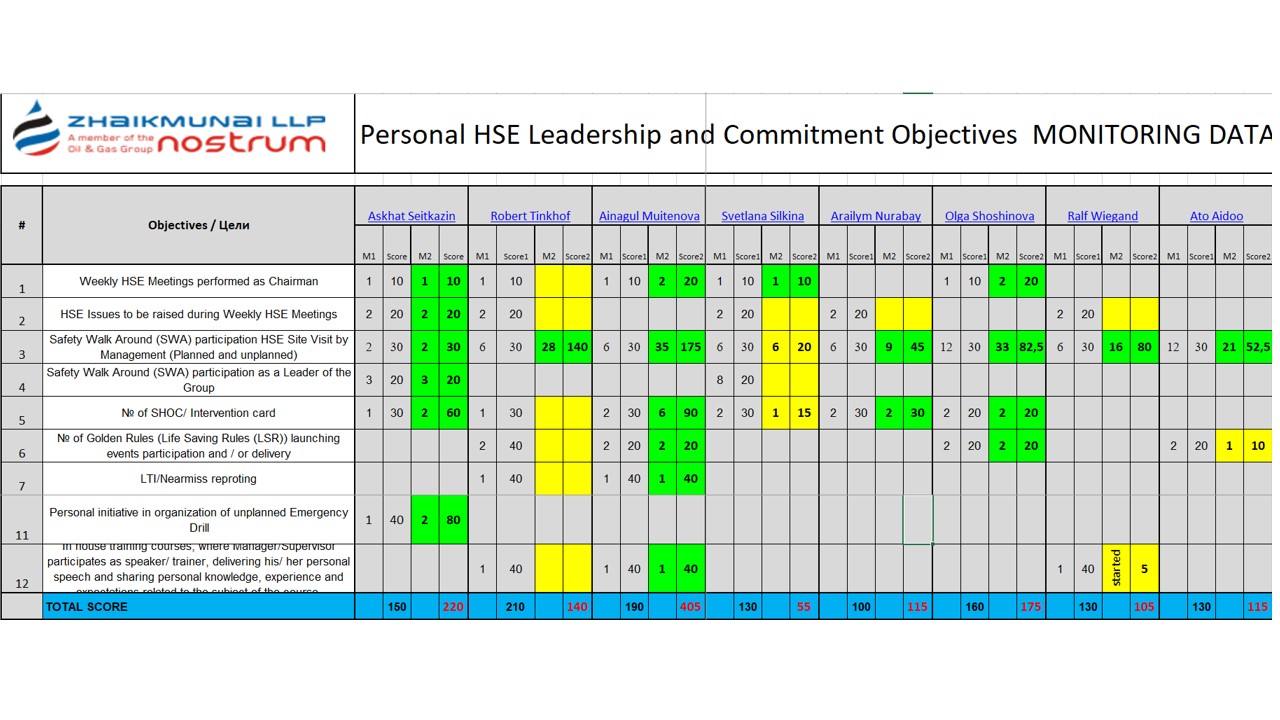 ZHAIKMUNAI LLP
A member of the
Oil & Gas Group nostrum
Personal HSE Leadership and Commitment Objectives MONITORING DATA
# Objectives / Цели Askhat Seitkazin Robert Tinkhof Ainagul Muitenova Svetlana Silkina Arailym Nurabay Olga Shoshinova Ralf Wiegand Ato Aidoo
M1 Score M2 Score M1 Score1 M2 Score2 M1 Score1 M2 Score2 M1 Score1 M2 Score2 M1 Score1 M2 Score2 M1 Score1 M2 Score2 M1 Score1 M2 Score2 M1 Score1 M2 Score2
1 Weekly HSE Meetings performed as Chairman 1 10 1 10 1 10 1 10 2 20 1 10 1 10 1 10 2 20
2 HSE Issues to be raised during Weekly HSE Meetings 2 20 2 20 2 20 2 20 2 20 2 20
3 Safety Walk Around (SWA) participation HSE Site Visit by
Management (Planned and unplanned) 2 30 2 30 6 30 28 140 6 30 35 175 6 30 6 20 6 30 9 45 12 30 33 82,5 6 30 16 80 12 30 21 52,5
4 Safety Walk Around (SWA) participation as a Leader of the
Group 3 20 3 20 8 20
5 № of SHOC/ Intervention card 1 30 2 60 1 30 2 30 6 90 2 30 1 15 2 30 2 30 2 20 2 20
6 № of Golden Rules (Life Saving Rules (LSR)) launching
events participation and / or delivery 2 40 2 20 2 20 2 20 2 20 2 20 1 10
7 LTI/Nearmiss reproting 1 40 1 40 1 40
11 Personal initiative in organization of unplanned Emergency
Drill 1 40 2 80
12 In house training courses, where Manager/Supervisor
participates as speaker/ trainer, delivering his/ her personal
speech and sharing personal knowledge, experience and
expectations related to the subject of the course 1 40 1 40 1 40 1 40 started 5
TOTAL SCORE 150 220 210 140 190 405 130 55 100 115 160 175 130 105 130 115